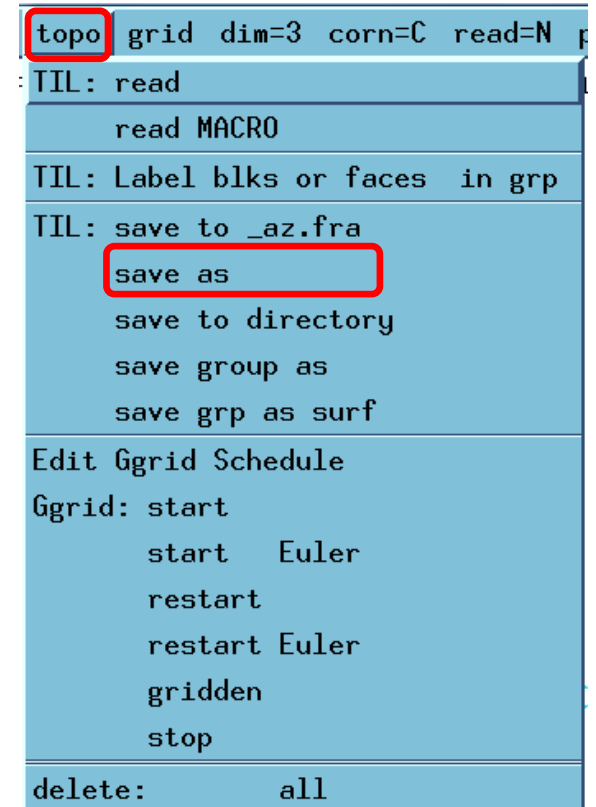 topo grid dim=3 corn=C read=N
TIL: read
read MACRO
TIL: Label blks or faces in grp
TIL: save to _az.fra
save as
save to directory
save group as
save grp as surf
Edit Ggrid Schedule
Ggrid: start
start Euler
restart
restart Euler
gridden
stop
delete: all